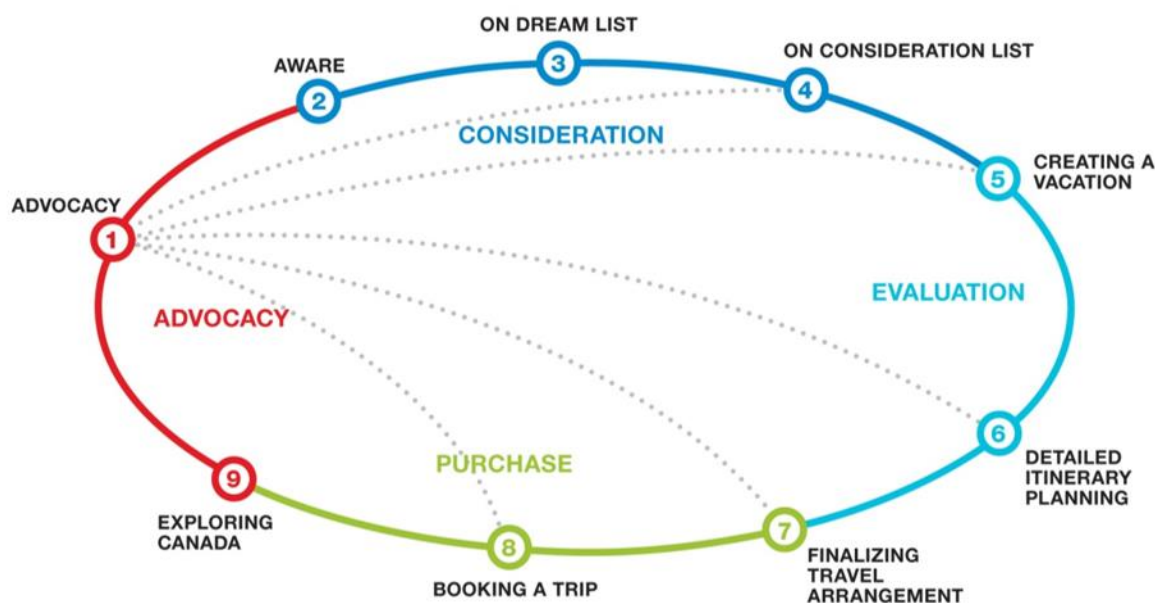 ON DREAM LIST
3
ON CONSIDERATION LIST
AWARE
4
2
CONSIDERATION
CREATING A
VACATION
5
ADVOCACY
1
EVALUATION
ADVOCACY
6
PURCHASE
DETAILED
ITINERARY
PLANNING
9
EXPLORING
CANADA
7
8
FINALIZING
TRAVEL
ARRANGEMENT
BOOKING A TRIP